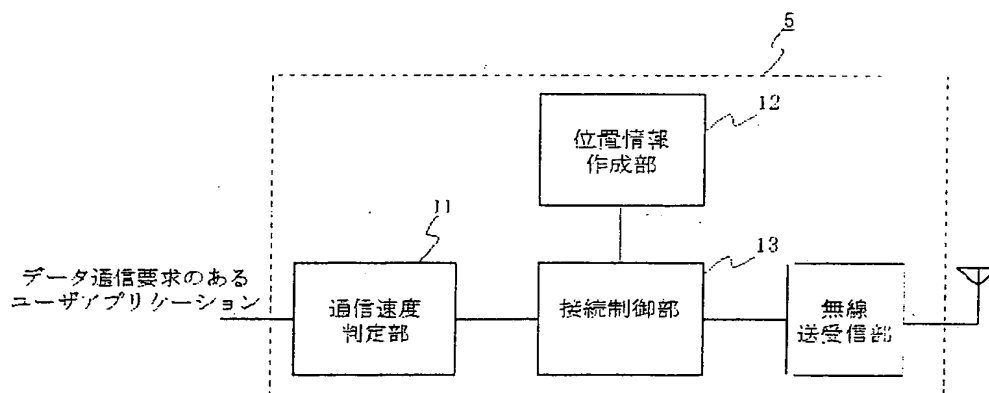 5
12
位置情報
作成部
11
13
データ通信要求のある
ユーザアプリケーション
通信速度
判定部
接続制御部
無線
送受信部